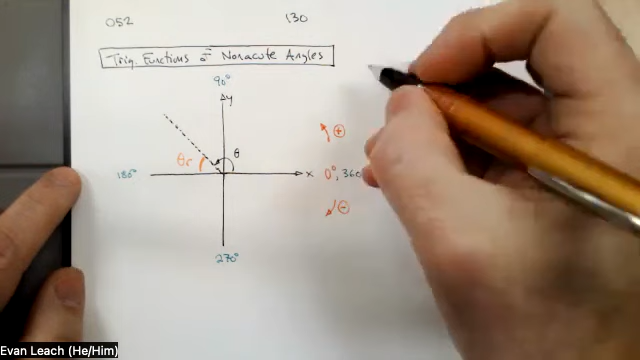 052 130
Trig. Functions of Nonacute Angles
90°
y
θr θ
⊕
180° x 0°, 360
⊖
270°
Evan Leach (He/Him)